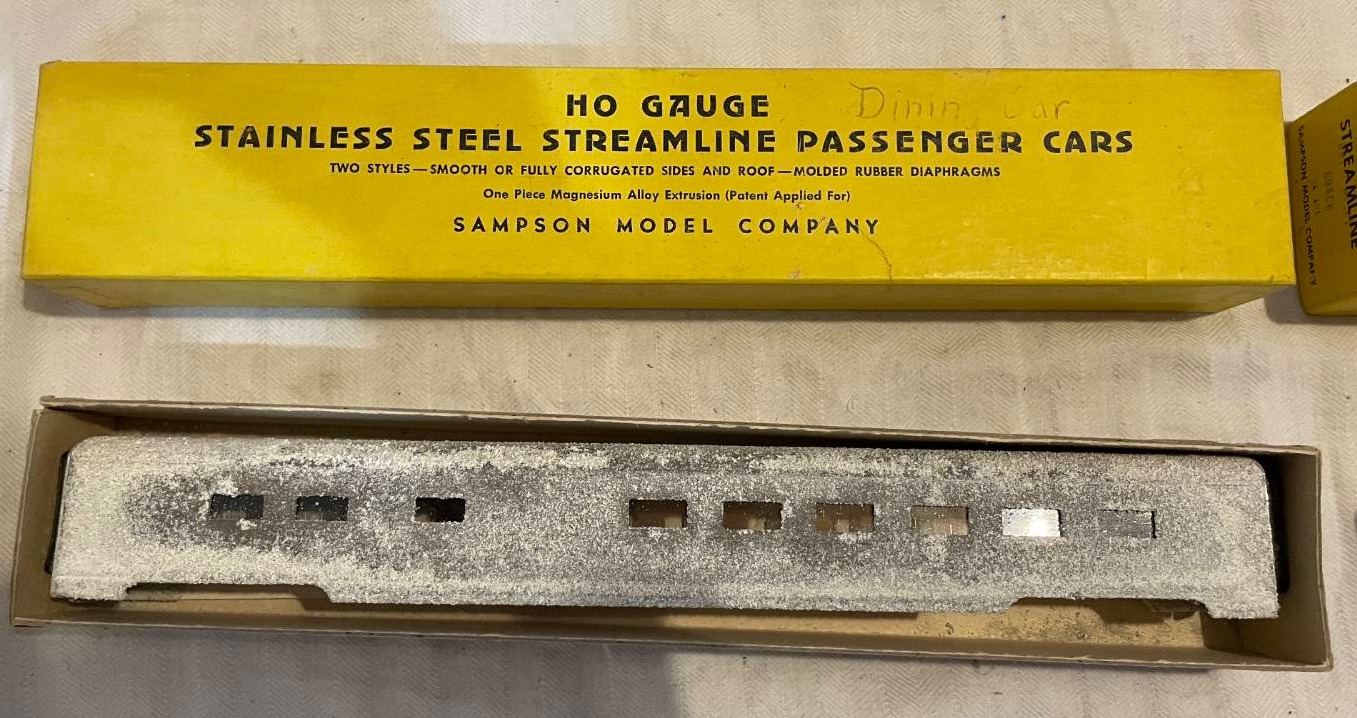 HO GAUGE
Dining Car
STAINLESS STEEL STREAMLINE PASSENGER CARS
TWO STYLES—SMOOTH OR FULLY CORRUGATED SIDES AND ROOF—MOLDED RUBBER DIAPHRAGMS
One Piece Magnesium Alloy Extrusion (Patent Applied For)
SAMPSON MODEL COMPANY
STREAMLINE
COACH
SAMPSON MODEL COMPANY